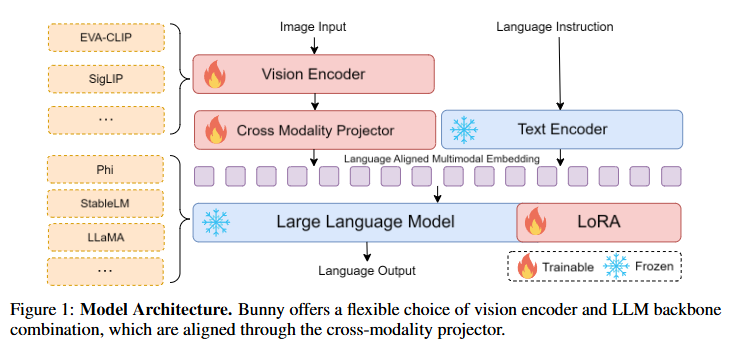 EVA-CLIP
SigLIP
...
Image Input
Language Instruction
Vision Encoder
Cross Modality Projector
Text Encoder
Language Aligned Multimodal Embedding
Phi
StableLM
LLaMA
...
Large Language Model
LoRA
Language Output
Trainable
Frozen
Figure 1: Model Architecture. Bunny offers a flexible choice of vision encoder and LLM backbone
combination, which are aligned through the cross-modality projector.